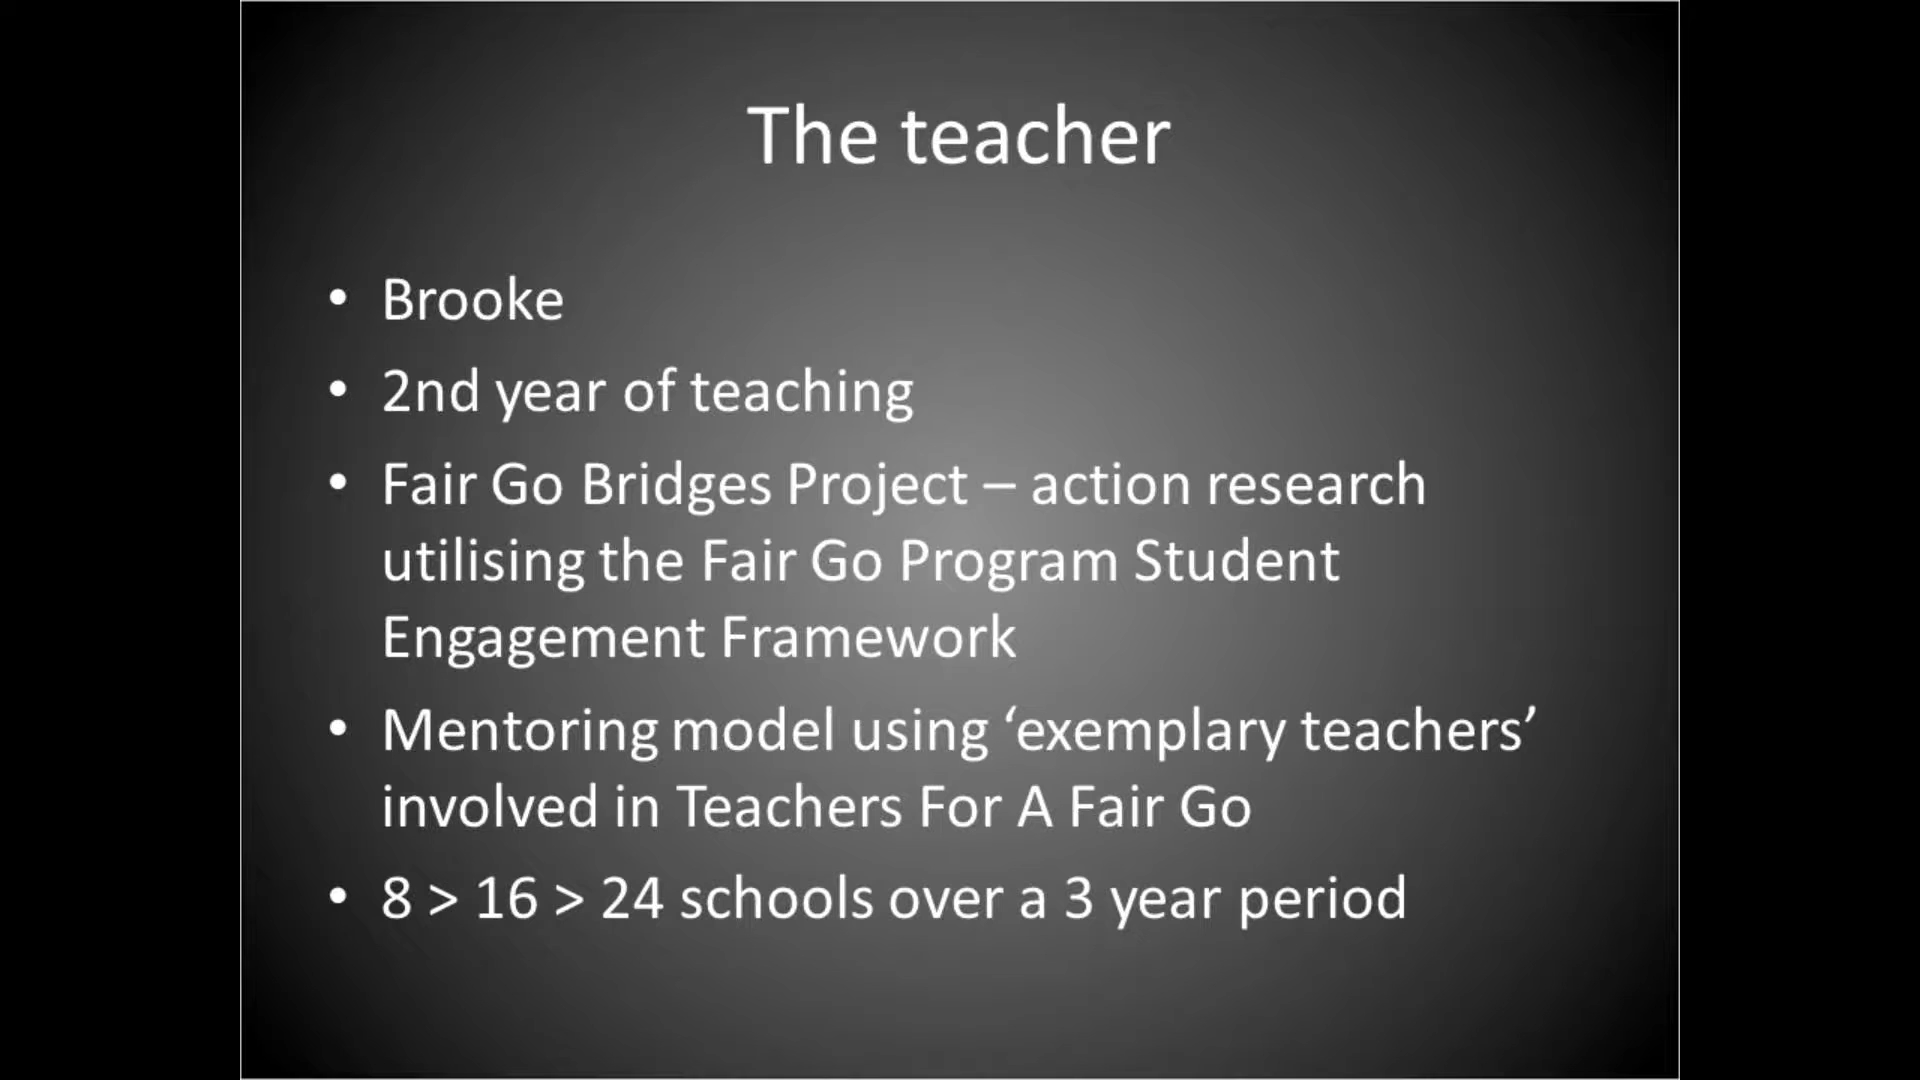 The teacher
• Brooke
• 2nd year of teaching
• Fair Go Bridges Project – action research
utilising the Fair Go Program Student
Engagement Framework
• Mentoring model using ‘exemplary teachers’
involved in Teachers For A Fair Go
• 8 > 16 > 24 schools over a 3 year period